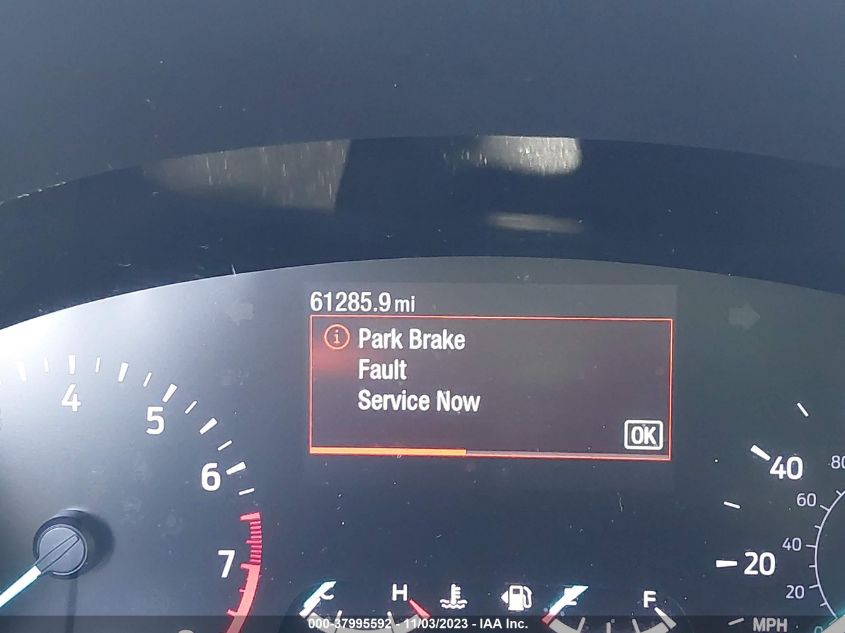 61285.9 mi
Park Brake
Fault
Service Now
OK
4
5
6
7
40
20
80
60
40
20
MPH
C
H
E
F
000-37995592 - 11/03/2023 - IAA Inc.